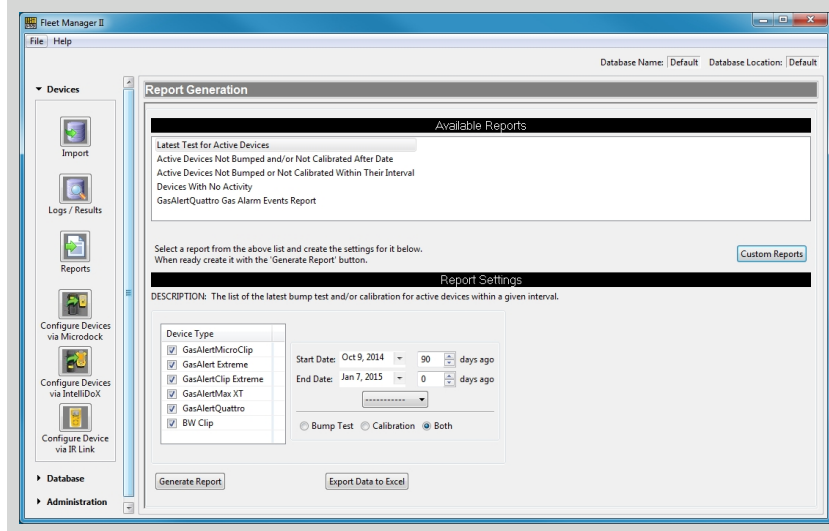 Fleet Manager II
File Help
Database Name: Default Database Location: Default
Devices
Import
Logs / Results
Reports
Configure Devices
via Microdock
Configure Devices
via IntelliDoX
Configure Device
via IR Link
Database
Administration
Report Generation
Available Reports
Latest Test for Active Devices
Active Devices Not Bumped and/or Not Calibrated After Date
Active Devices Not Bumped or Not Calibrated Within Their Interval
Devices With No Activity
GasAlertQuattro Gas Alarm Events Report
Select a report from the above list and create the settings for it below.
When ready create it with the 'Generate Report' button.
Custom Reports
Report Settings
DESCRIPTION: The list of the latest bump test and/or calibration for active devices within a given interval.
Device Type
GasAlertMicroClip
GasAlert Extreme
GasAlertClip Extreme
GasAlertMax XT
GasAlertQuattro
BW Clip
Start Date: Oct 9, 2014 90 days ago
End Date: Jan 7, 2015 0 days ago
-----------
Bump Test Calibration Both
Generate Report
Export Data to Excel